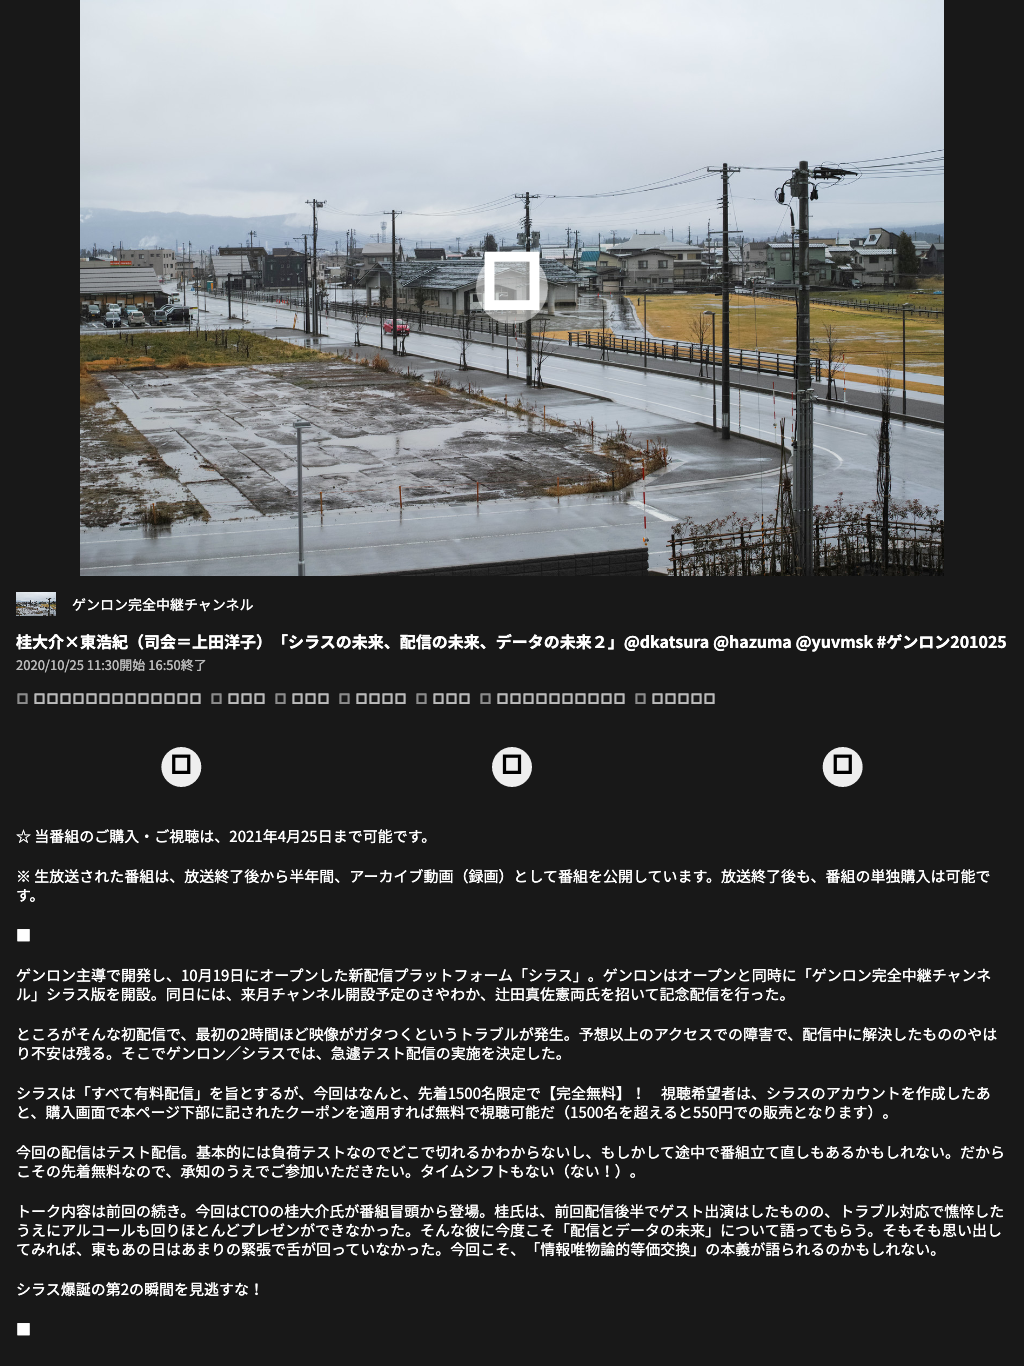 ゲンロン完全中継チャンネル
桂大介×東浩紀（司会＝上田洋子）「シラスの未来、配信の未来、データの未来２」@dkatsura @hazuma @yuvmsk #ゲンロン201025
2020/10/25 11:30開始 16:50終了
☆ 当番組のご購入・ご視聴は、2021年4月25日まで可能です。
※ 生放送された番組は、放送終了後から半年間、アーカイブ動画（録画）として番組を公開しています。放送終了後も、番組の単独購入は可能で
す。
■
ゲンロン主導で開発し、10月19日にオープンした新配信プラットフォーム「シラス」。ゲンロンはオープンと同時に「ゲンロン完全中継チャンネ
ル」シラス版を開設。同日には、来月チャンネル開設予定のさやわか、辻田真佐憲両氏を招いて記念配信を行った。
ところがそんな初配信で、最初の2時間ほど映像がガタつくというトラブルが発生。予想以上のアクセスでの障害で、配信中に解決したもののやは
り不安は残る。そこでゲンロン／シラスでは、急遽テスト配信の実施を決定した。
シラスは「すべて有料配信」を旨とするが、今回はなんと、先着1500名限定で【完全無料】！　視聴希望者は、シラスのアカウントを作成したあ
と、購入画面で本ページ下部に記されたクーポンを適用すれば無料で視聴可能だ（1500名を超えると550円での販売となります）。
今回の配信はテスト配信。基本的には負荷テストなのでどこで切れるかわからないし、もしかして途中で番組立て直しもあるかもしれない。だから
こその先着無料なので、承知のうえでご参加いただきたい。タイムシフトもない（ない！）。
トーク内容は前回の続き。今回はCTOの桂大介氏が番組冒頭から登場。桂氏は、前回配信後半でゲスト出演はしたものの、トラブル対応で憔悴した
うえにアルコールも回りほとんどプレゼンができなかった。そんな彼に今度こそ「配信とデータの未来」について語ってもらう。そもそも思い出し
てみれば、東もあの日はあまりの緊張で舌が回っていなかった。今回こそ、「情報唯物論的等価交換」の本義が語られるのかもしれない。
シラス爆誕の第2の瞬間を見逃すな！
■